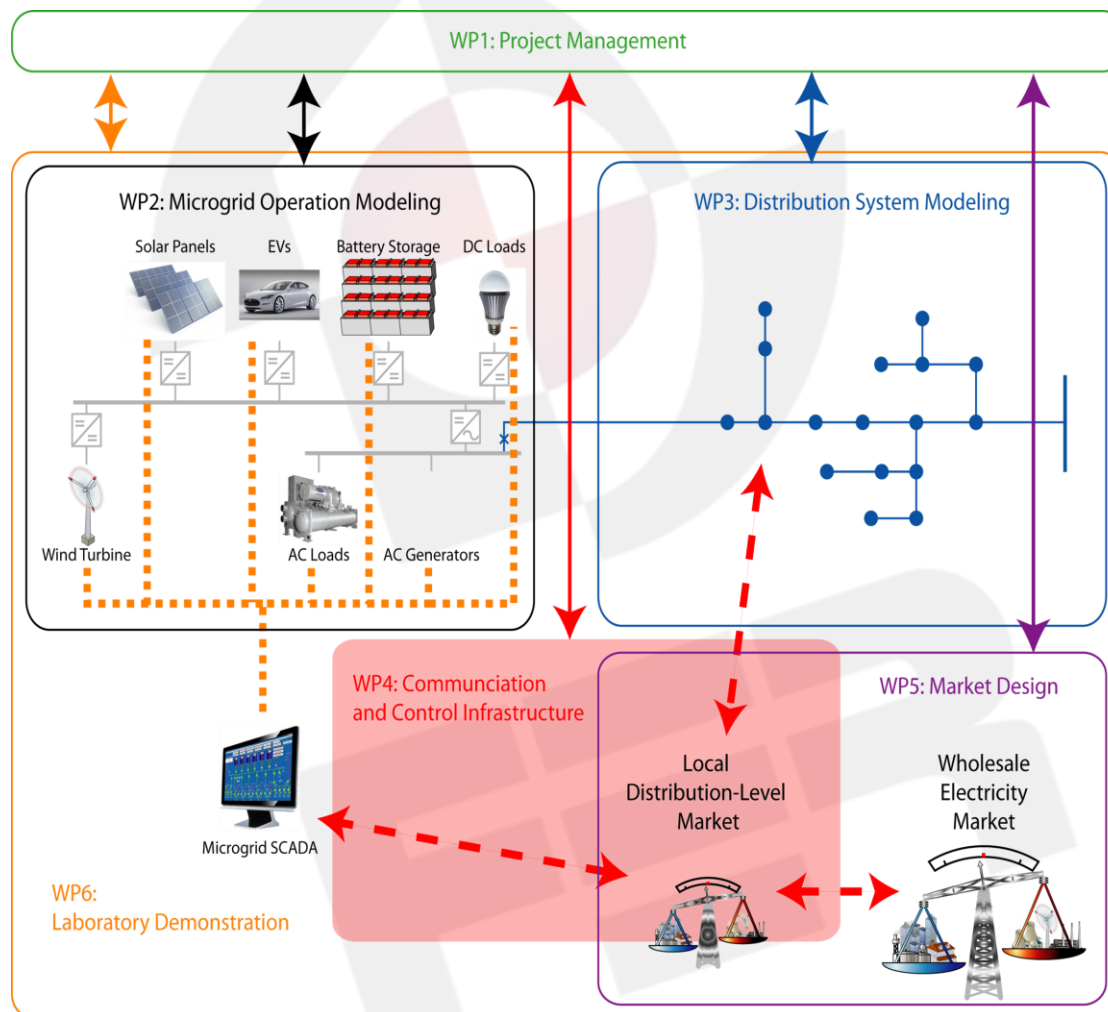 WP1: Project Management
WP2: Microgrid Operation Modeling
Solar Panels
EVs
Battery Storage
DC Loads
Wind Turbine
AC Loads
AC Generators
WP3: Distribution System Modeling
WP4: Communciation
and Control Infrastructure
WP5: Market Design
Local
Distribution-Level
Market
Wholesale
Electricity
Market
Microgrid SCADA
WP6:
Laboratory Demonstration